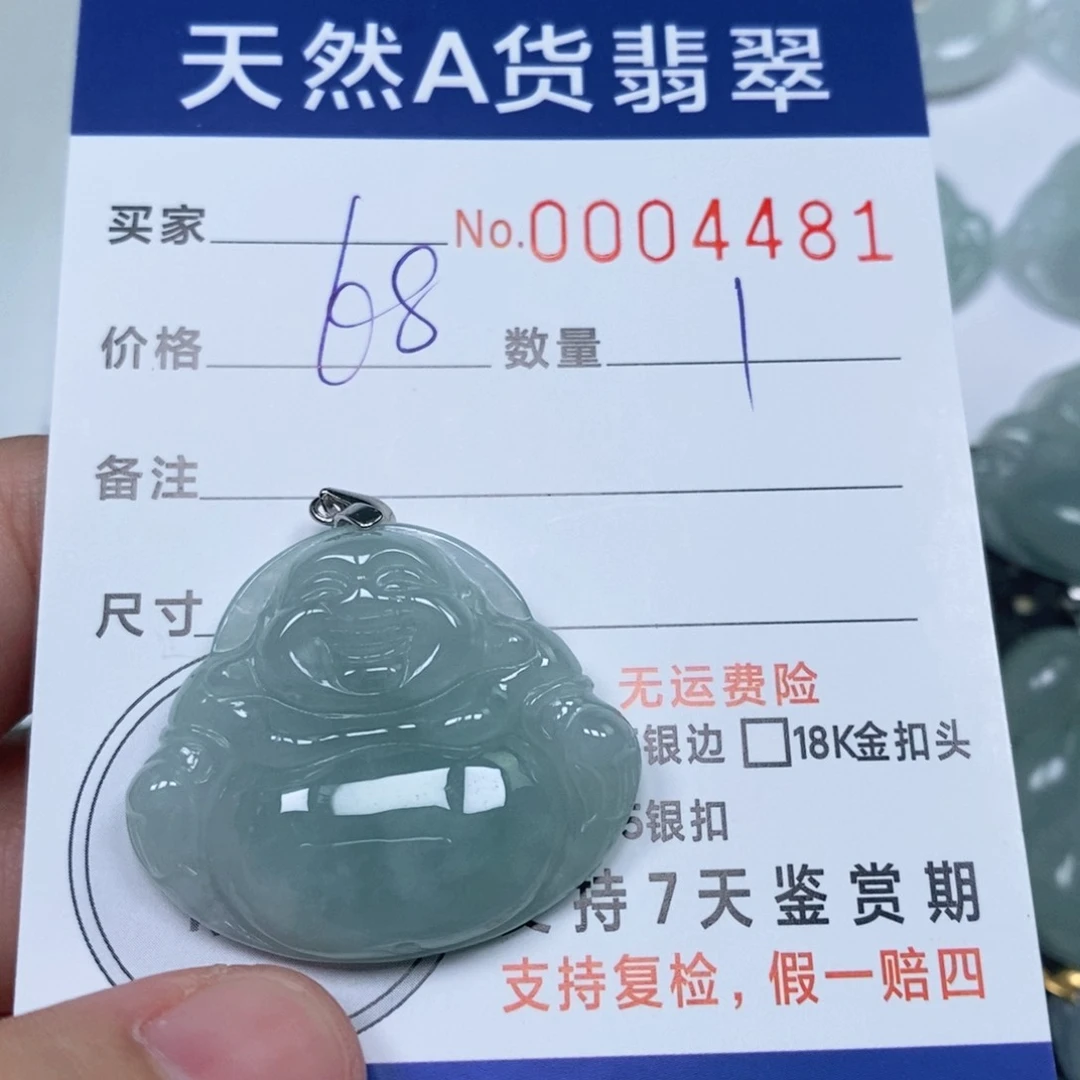 天然A货翡翠
买家 No.0004481
价格 68 数量 1
备注
尺寸
无运费险
银边 □18K金扣头
5银扣
持7天鉴赏期
支持复检，假一赔四